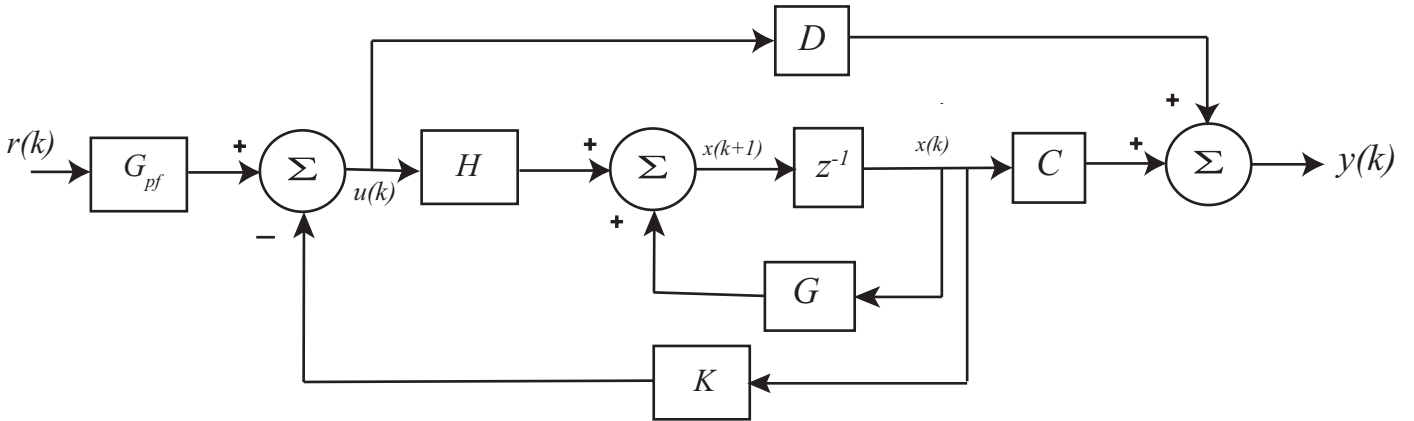 D
r(k)
G_pf
+
Σ
u(k)
H
+
Σ
x(k+1)
z^-1
x(k)
C
+
+
Σ
y(k)
−
+
G
K